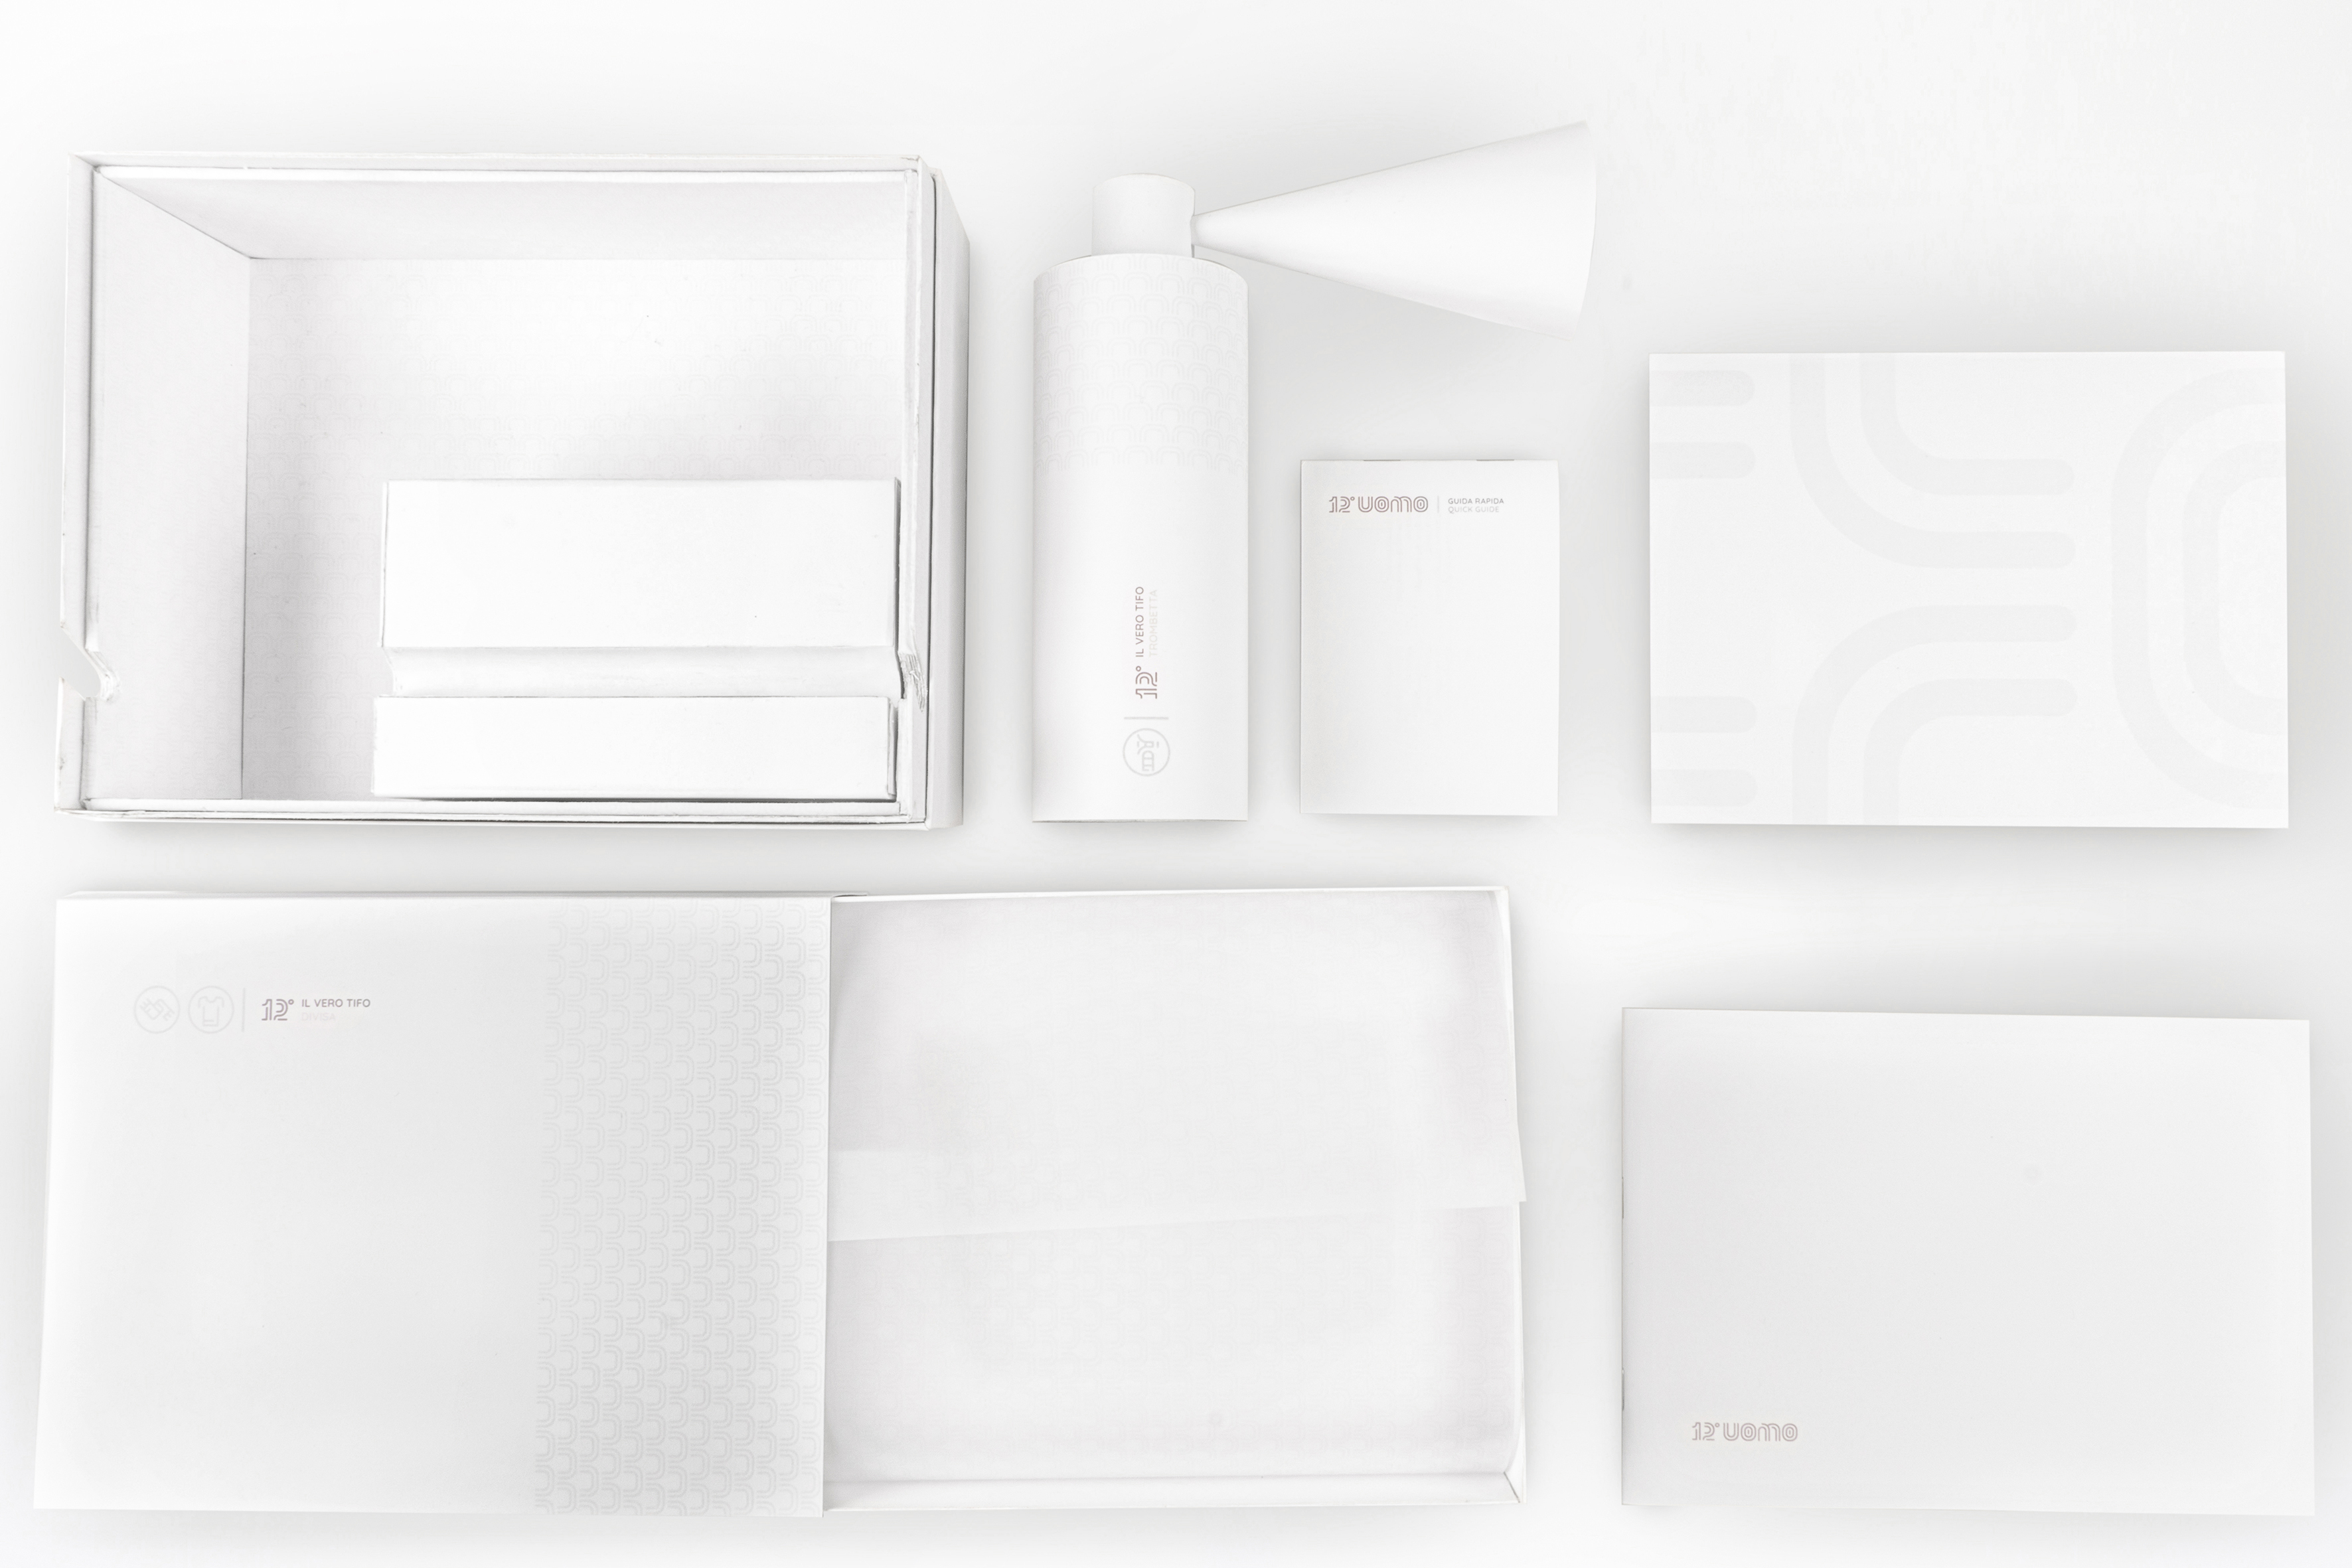 12° IL VERO TIFO
TROMBETTA
12° UOMO
GUIDA RAPIDA
QUICK GUIDE
12° IL VERO TIFO
DIVISA
12° UOMO